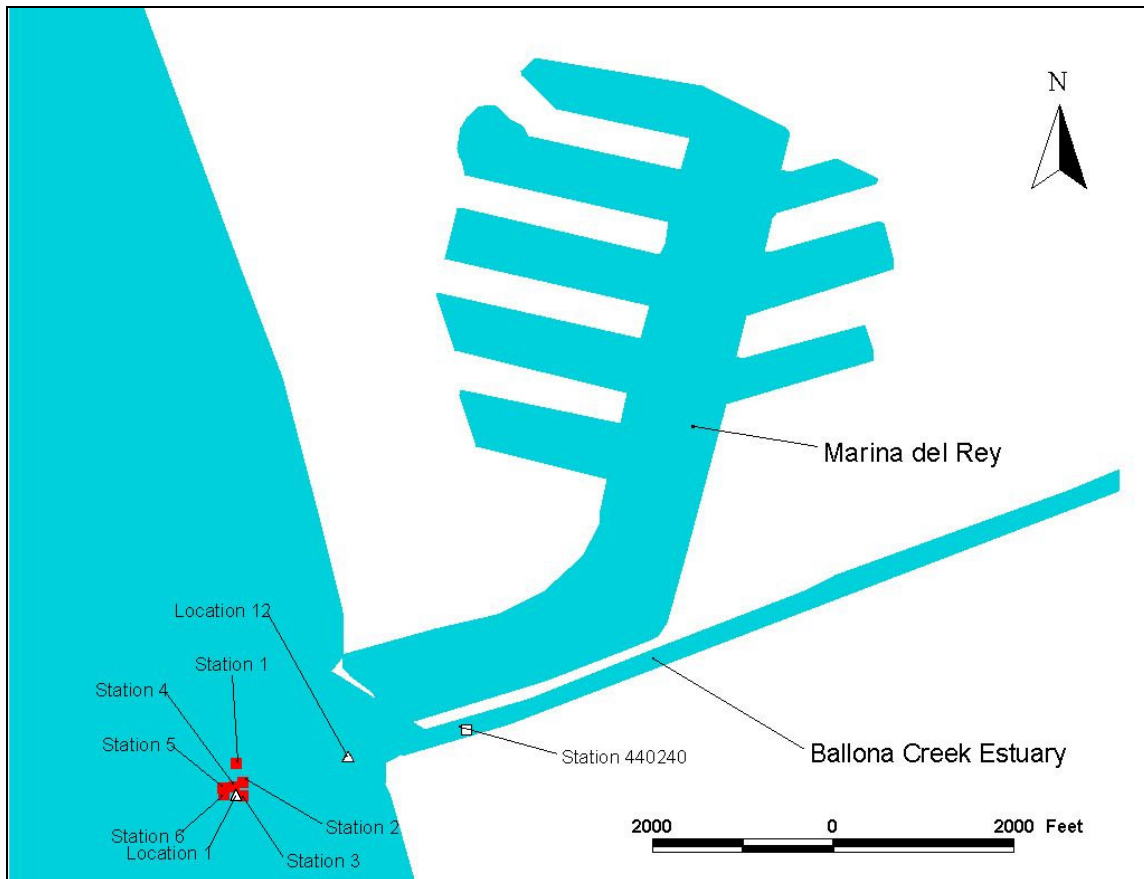 N
Marina del Rey
Location 12
Station 1
Station 4
Station 5
Station 440240
Ballona Creek Estuary
Station 6
Station 2
Location 1
Station 3
2000 0 2000 Feet